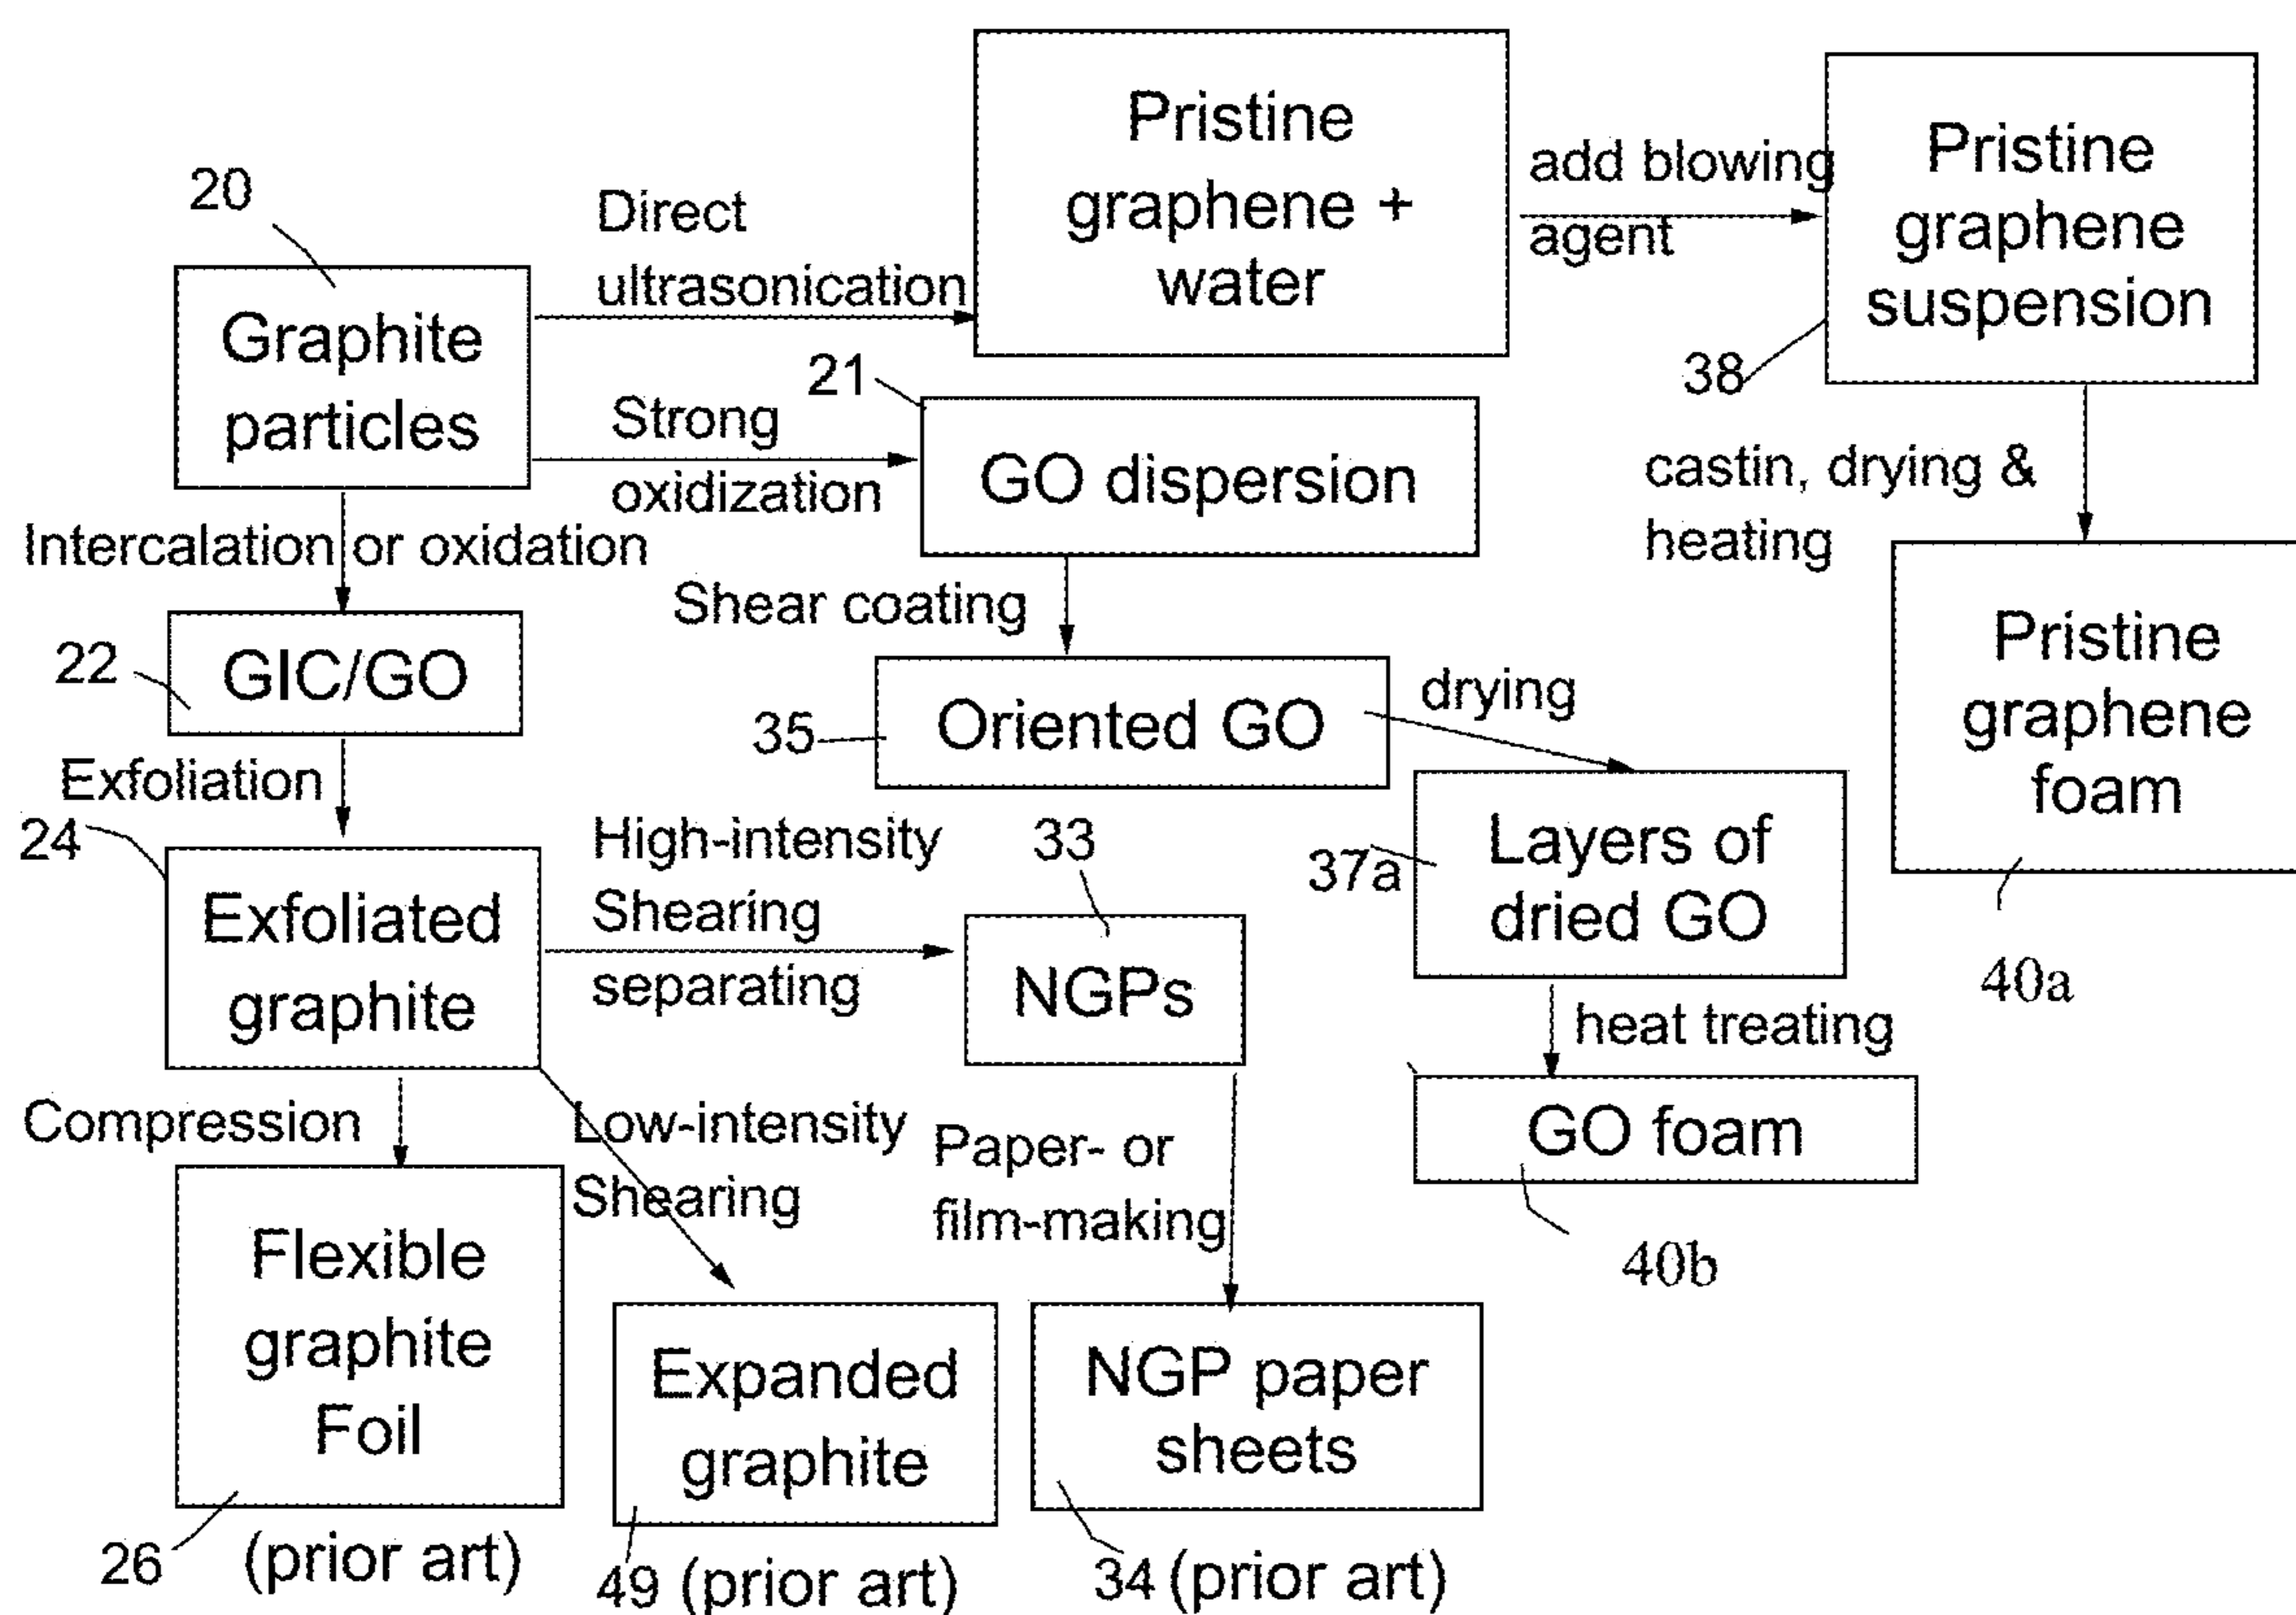 20
Graphite
particles
Direct
ultrasonication
Pristine
graphene +
water
add blowing
agent
Pristine
graphene
suspension
38
Strong
oxidization
21
GO dispersion
castin, drying &
heating
Pristine
graphene
foam
40a
Intercalation or oxidation
22
GIC/GO
Shear coating
35
Oriented GO
drying
Exfoliation
24
Exfoliated
graphite
High-intensity
Shearing
separating
33
NGPs
37a
Layers of
dried GO
heat treating
GO foam
40b
Compression
Low-intensity
Shearing
Paper- or
film-making
Flexible
graphite
Foil
26
(prior art)
Expanded
graphite
49 (prior art)
NGP paper
sheets
34 (prior art)